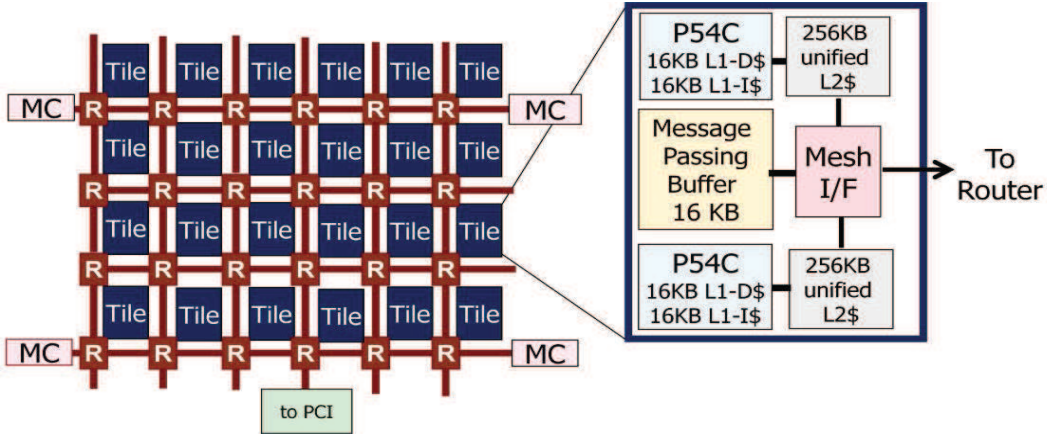 Tile Tile Tile Tile Tile Tile
MC R R R R R R MC
Tile Tile Tile Tile Tile Tile
R R R R R R
Tile Tile Tile Tile Tile Tile
R R R R R R
Tile Tile Tile Tile Tile Tile
MC R R R R R R MC
to PCI
P54C
16KB L1-D$
16KB L1-I$
256KB
unified
L2$
Message
Passing
Buffer
16 KB
Mesh
I/F
To
Router
P54C
16KB L1-D$
16KB L1-I$
256KB
unified
L2$